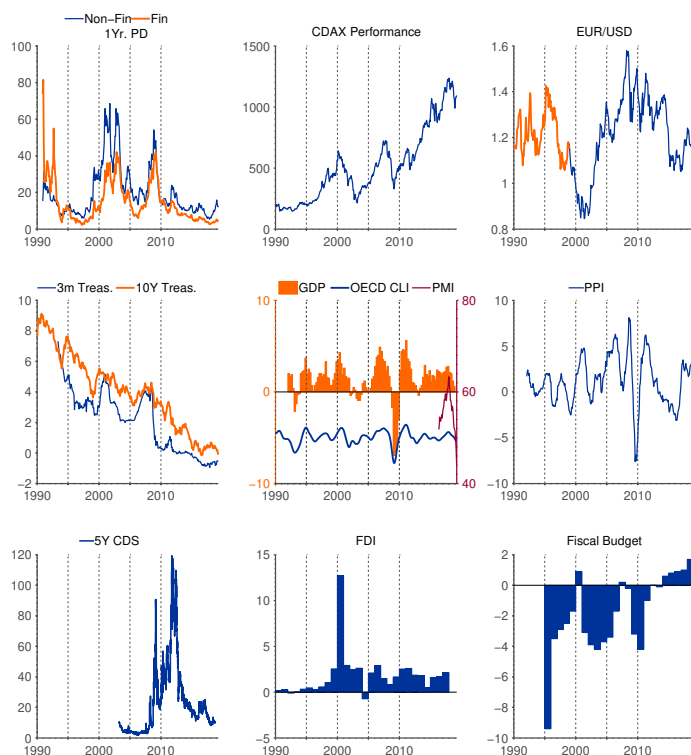 Non−Fin Fin
1Yr. PD
100
80
60
40
20
0
1990 2000 2010
CDAX Performance
1500
1000
500
0
1990 2000 2010
EUR/USD
1.6
1.4
1.2
1
0.8
1990 2000 2010
3m Treas. 10Y Treas.
10
8
6
4
2
0
−2
1990 2000 2010
GDP OECD CLI PMI
10
0
−10
80
60
40
1990 2000 2010
PPI
10
5
0
−5
−10
1990 2000 2010
5Y CDS
120
100
80
60
40
20
0
1990 2000 2010
FDI
15
10
5
0
−5
1990 2000 2010
Fiscal Budget
2
0
−2
−4
−6
−8
−10
1990 2000 2010